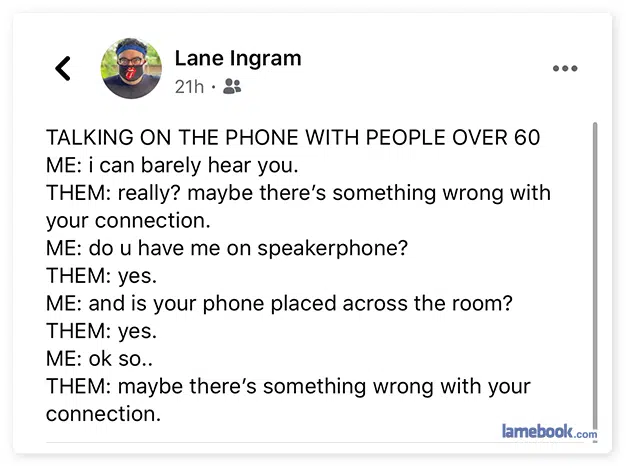 Lane Ingram
21h ·
TALKING ON THE PHONE WITH PEOPLE OVER 60
ME: i can barely hear you.
THEM: really? maybe there’s something wrong with
your connection.
ME: do u have me on speakerphone?
THEM: yes.
ME: and is your phone placed across the room?
THEM: yes.
ME: ok so..
THEM: maybe there’s something wrong with your
connection.
lamebook.com